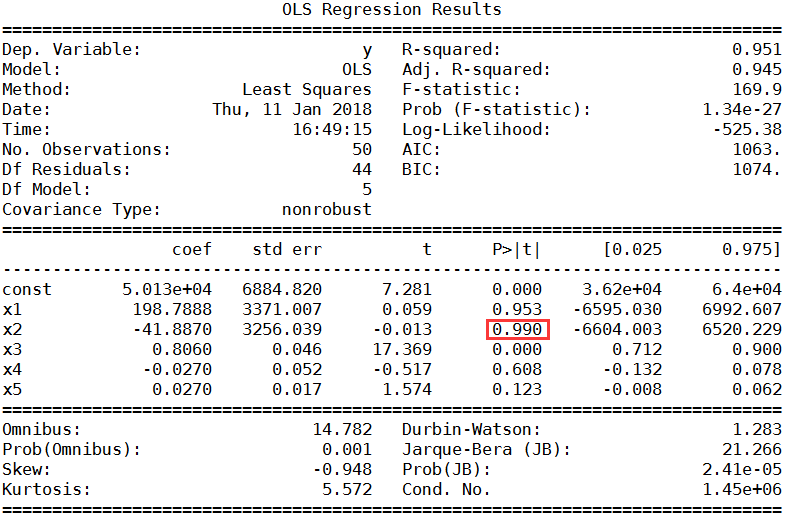 OLS Regression Results
==============================================================================
Dep. Variable:                      y   R-squared:                       0.951
Model:                            OLS   Adj. R-squared:                  0.945
Method:                 Least Squares   F-statistic:                     169.9
Date:                Thu, 11 Jan 2018   Prob (F-statistic):           1.34e-27
Time:                        16:49:15   Log-Likelihood:                -525.38
No. Observations:                  50   AIC:                             1063.
Df Residuals:                      44   BIC:                             1074.
Df Model:                           5
Covariance Type:            nonrobust
==============================================================================
                 coef    std err          t      P>|t|      [0.025      0.975]
------------------------------------------------------------------------------
const       5.013e+04   6884.820      7.281      0.000    3.62e+04     6.4e+04
x1           198.7888   3371.007      0.059      0.953   -6595.030    6992.607
x2           -41.8870   3256.039     -0.013      0.990   -6604.003    6520.229
x3             0.8060      0.046     17.369      0.000       0.712       0.900
x4            -0.0270      0.052     -0.517      0.608      -0.132       0.078
x5             0.0270      0.017      1.574      0.123      -0.008       0.062
==============================================================================
Omnibus:                       14.782   Durbin-Watson:                   1.283
Prob(Omnibus):                  0.001   Jarque-Bera (JB):               21.266
Skew:                          -0.948   Prob(JB):                     2.41e-05
Kurtosis:                       5.572   Cond. No.                     1.45e+06
==============================================================================